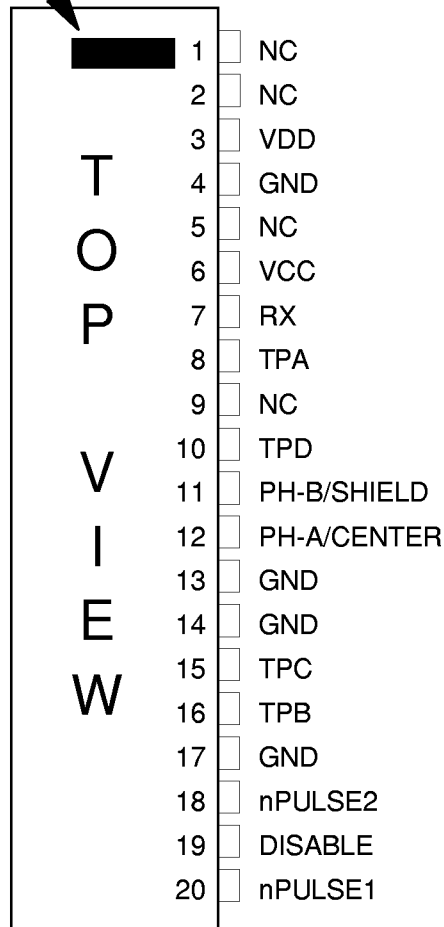 TOP VIEW
1 NC
2 NC
3 VDD
4 GND
5 NC
6 VCC
7 RX
8 TPA
9 NC
10 TPD
11 PH-B/SHIELD
12 PH-A/CENTER
13 GND
14 GND
15 TPC
16 TPB
17 GND
18 nPULSE2
19 DISABLE
20 nPULSE1